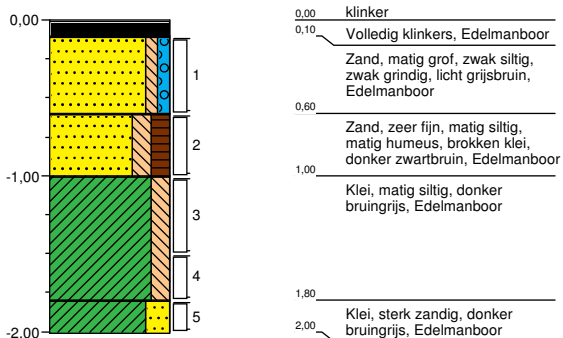 0,00
-1,00
-2,00
1
2
3
4
5
0,00 klinker
0,10 Volledig klinkers, Edelmanboor
Zand, matig grof, zwak siltig,
zwak grindig, licht grijsbruin,
Edelmanboor
0,60
Zand, zeer fijn, matig siltig,
matig humeus, brokken klei,
donker zwartbruin, Edelmanboor
1,00
Klei, matig siltig, donker
bruingrijs, Edelmanboor
1,80
Klei, sterk zandig, donker
2,00 bruingrijs, Edelmanboor